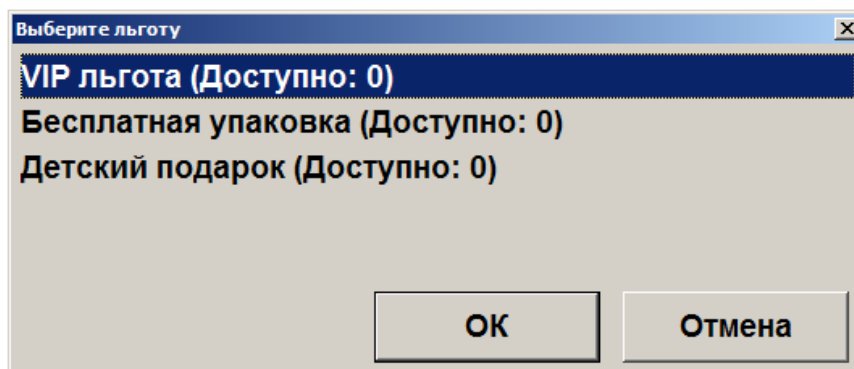 Выберите льготу
VIP льгота (Доступно: 0)
Бесплатная упаковка (Доступно: 0)
Детский подарок (Доступно: 0)
ОК
Отмена